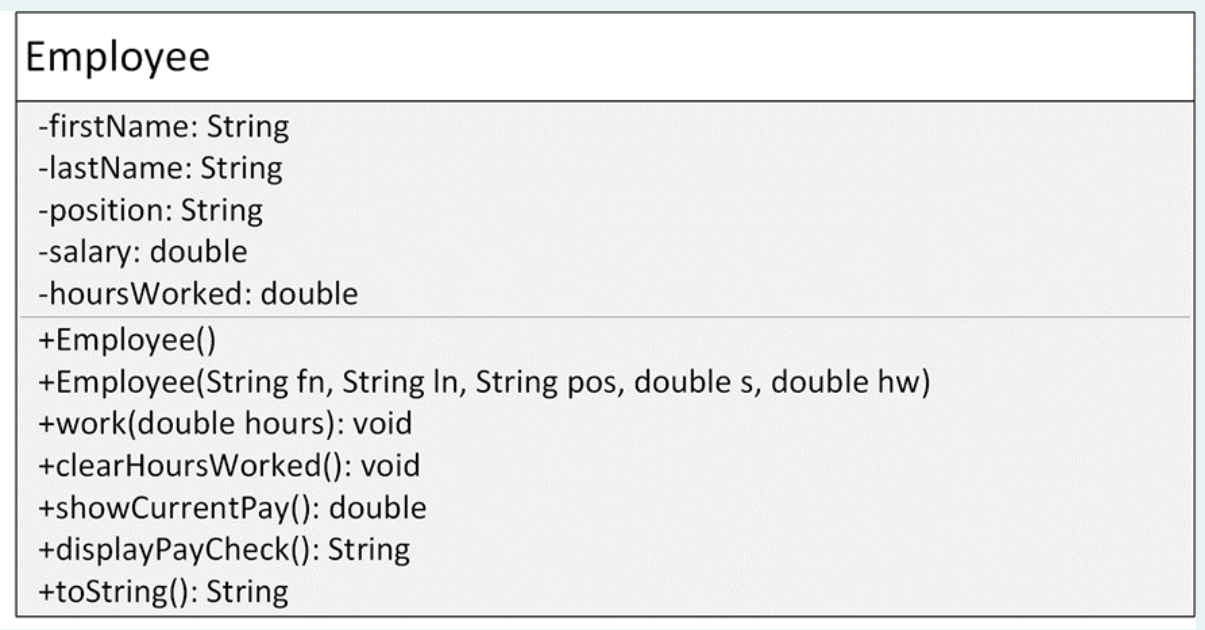 Employee
-firstName: String
-lastName: String
-position: String
-salary: double
-hoursWorked: double
+Employee()
+Employee(String fn, String ln, String pos, double s, double hw)
+work(double hours): void
+clearHoursWorked(): void
+showCurrentPay(): double
+displayPayCheck(): String
+toString(): String